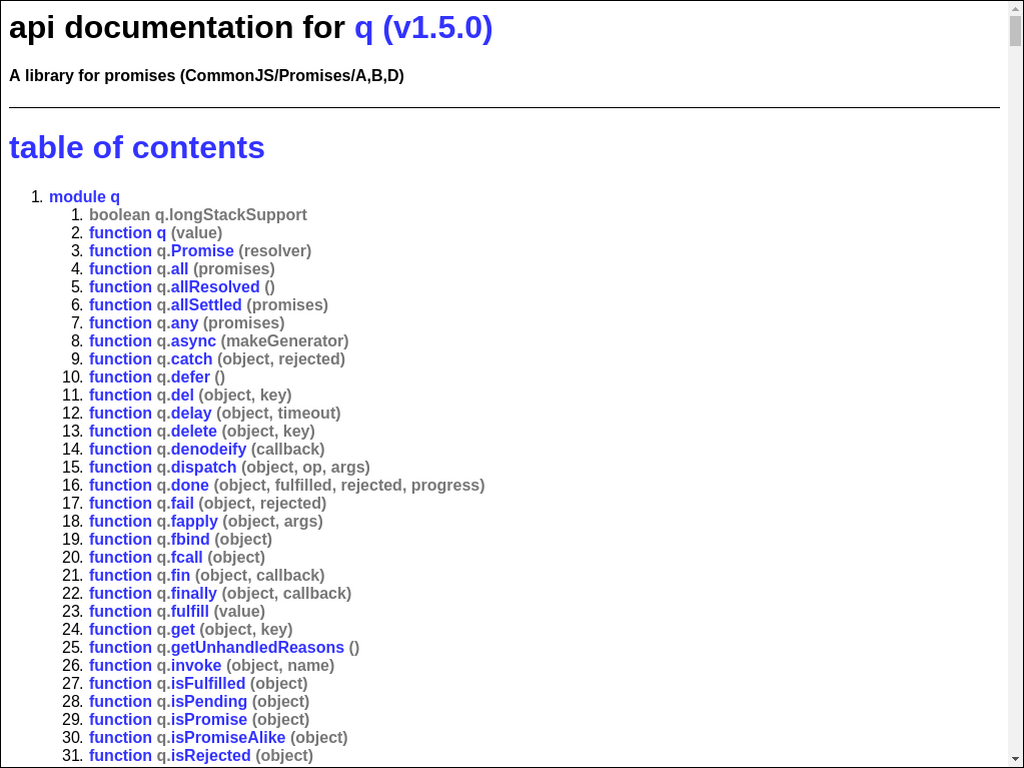 api documentation for q (v1.5.0)
A library for promises (CommonJS/Promises/A,B,D)
table of contents
1. module q
1. boolean q.longStackSupport
2. function q (value)
3. function q.Promise (resolver)
4. function q.all (promises)
5. function q.allResolved ()
6. function q.allSettled (promises)
7. function q.any (promises)
8. function q.async (makeGenerator)
9. function q.catch (object, rejected)
10. function q.defer ()
11. function q.del (object, key)
12. function q.delay (object, timeout)
13. function q.delete (object, key)
14. function q.denodeify (callback)
15. function q.dispatch (object, op, args)
16. function q.done (object, fulfilled, rejected, progress)
17. function q.fail (object, rejected)
18. function q.fapply (object, args)
19. function q.fbind (object)
20. function q.fcall (object)
21. function q.fin (object, callback)
22. function q.finally (object, callback)
23. function q.fulfill (value)
24. function q.get (object, key)
25. function q.getUnhandledReasons ()
26. function q.invoke (object, name)
27. function q.isFulfilled (object)
28. function q.isPending (object)
29. function q.isPromise (object)
30. function q.isPromiseAlike (object)
31. function q.isRejected (object)